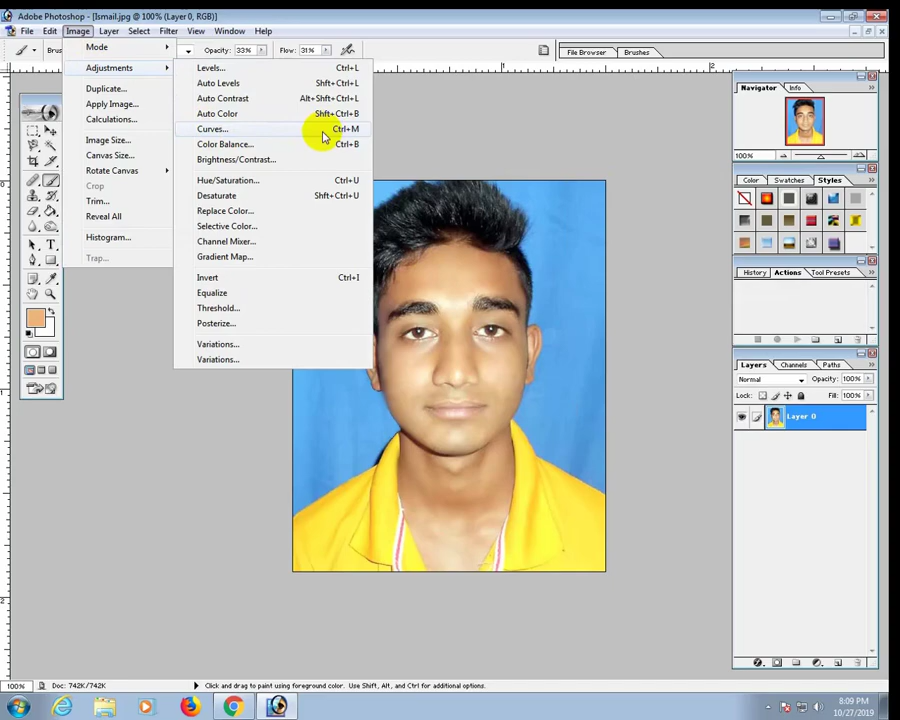 Adobe Photoshop - [Ismail.jpg @ 100% (Layer 0, RGB)]
File Edit Image Layer Select Filter View Window Help
Brus Opacity: 33% Flow: 31% File Browser Brushes
Mode
Adjustments
Duplicate...
Apply Image...
Calculations...
Image Size...
Canvas Size...
Rotate Canvas
Crop
Trim...
Reveal All
Histogram...
Trap...
Levels... Ctrl+L
Auto Levels Shft+Ctrl+L
Auto Contrast Alt+Shft+Ctrl+L
Auto Color Shft+Ctrl+B
Curves... Ctrl+M
Color Balance... Ctrl+B
Brightness/Contrast...
Hue/Saturation... Ctrl+U
Desaturate Shft+Ctrl+U
Replace Color...
Selective Color...
Channel Mixer...
Gradient Map...
Invert Ctrl+I
Equalize
Threshold...
Posterize...
Variations...
Variations...
1 2
0
1
2
Navigator Info
100%
Color Swatches Styles
History Actions Tool Presets
Layers Channels Paths
Normal Opacity: 100%
Lock: Fill: 100%
Layer 0
100% Doc: 742K/742K Click and drag to paint using foreground color. Use Shift, Alt, and Ctrl for additional options.
8:09 PM
10/27/2019